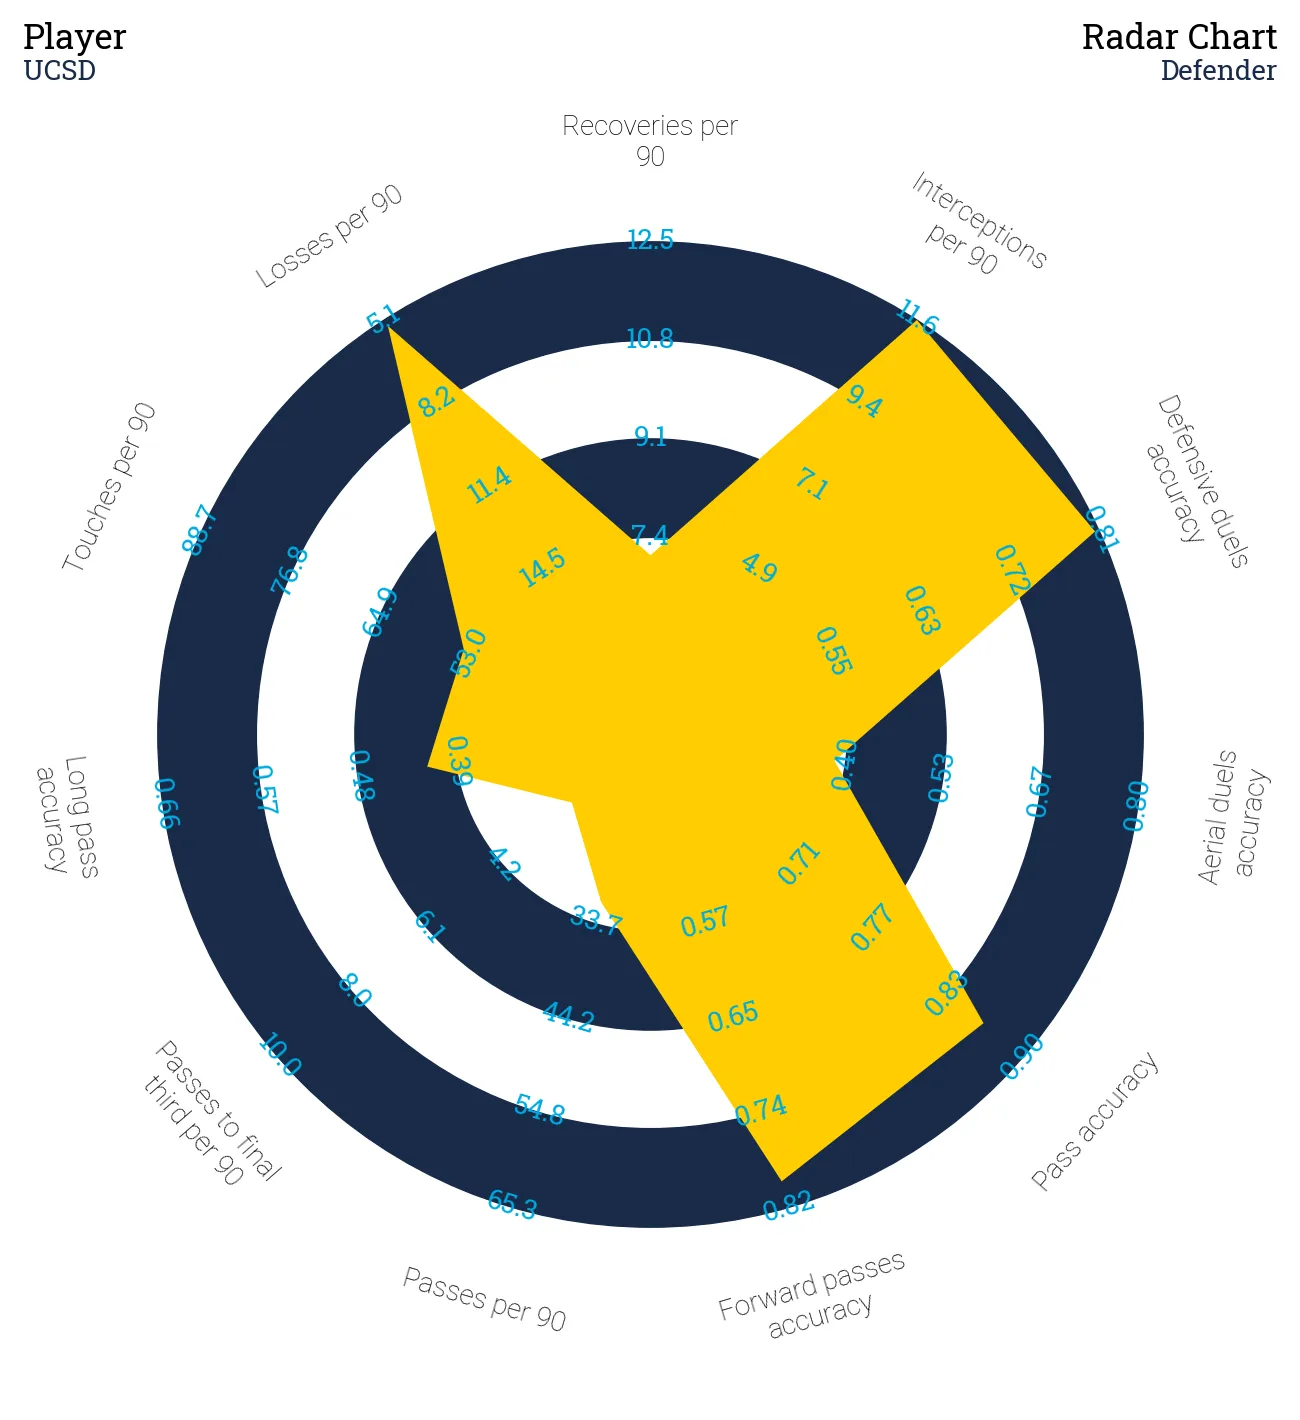 Player
UCSD
Radar Chart
Defender
Recoveries per
90
12.5
10.8
9.1
7.4
Interceptions
per 90
11.6
9.4
7.1
4.9
Defensive duels
accuracy
0.81
0.72
0.63
0.55
Aerial duels
accuracy
0.80
0.67
0.53
0.40
Pass accuracy
0.90
0.83
0.77
0.71
Forward passes
accuracy
0.82
0.74
0.65
0.57
Passes per 90
65.3
54.8
44.2
33.7
Passes to final
third per 90
10.0
8.0
6.1
4.2
Long pass
accuracy
0.66
0.57
0.48
0.39
Touches per 90
88.7
76.8
64.9
53.0
Losses per 90
5.1
8.2
11.4
14.5